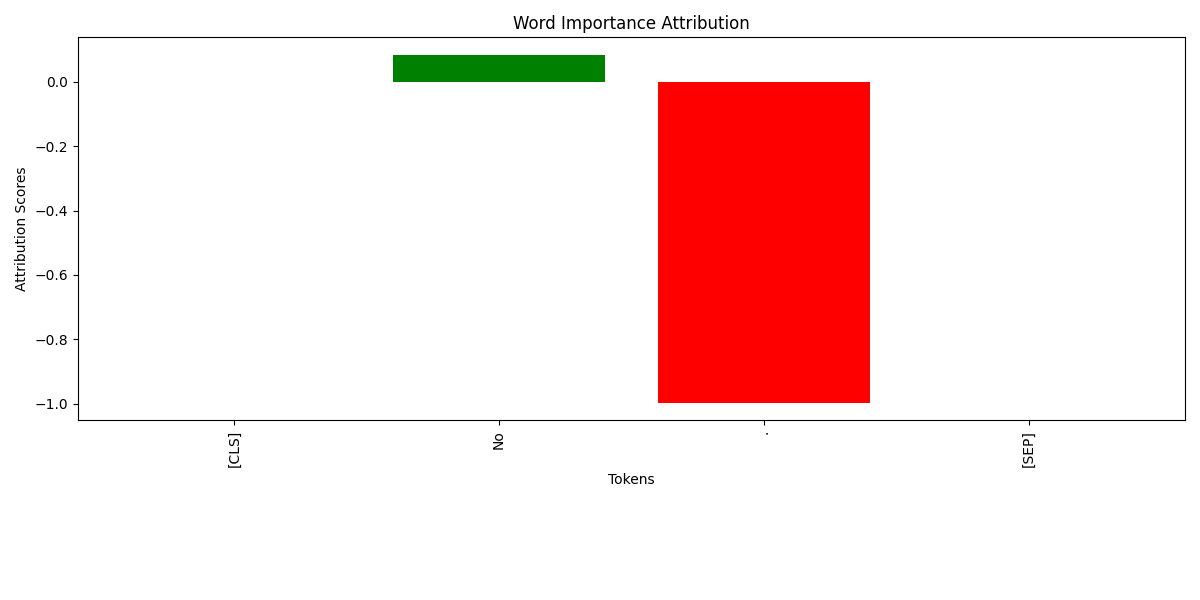 Word Importance Attribution
Attribution Scores
0.0
−0.2
−0.4
−0.6
−0.8
−1.0
[CLS]
No
.
[SEP]
Tokens